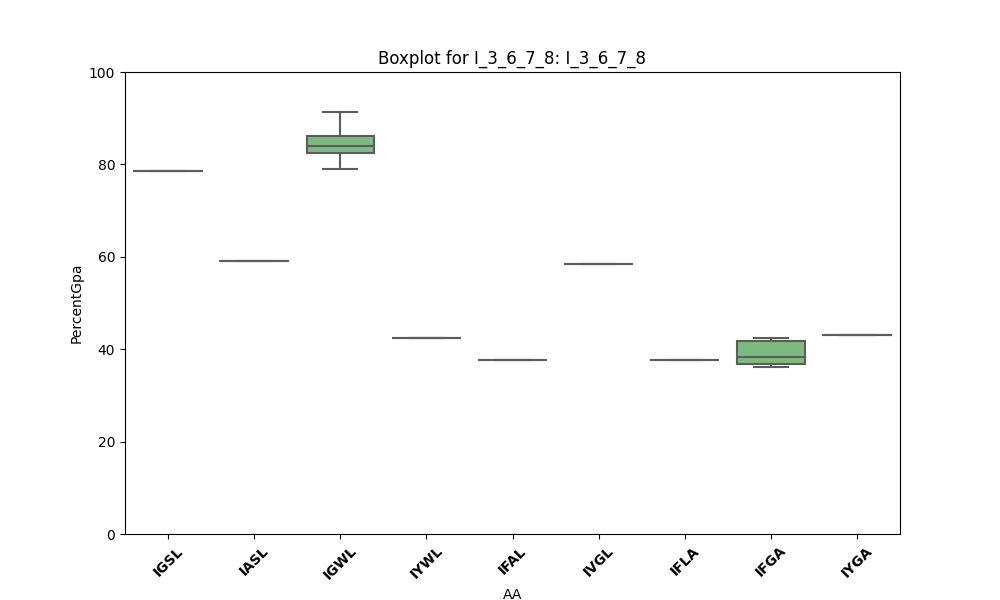 Boxplot for I_3_6_7_8: I_3_6_7_8
100
80
60
40
20
0
PercentGpa
IGSL
IASL
IGWL
IYWL
IFAL
IVGL
IFLA
IFGA
IYGA
AA